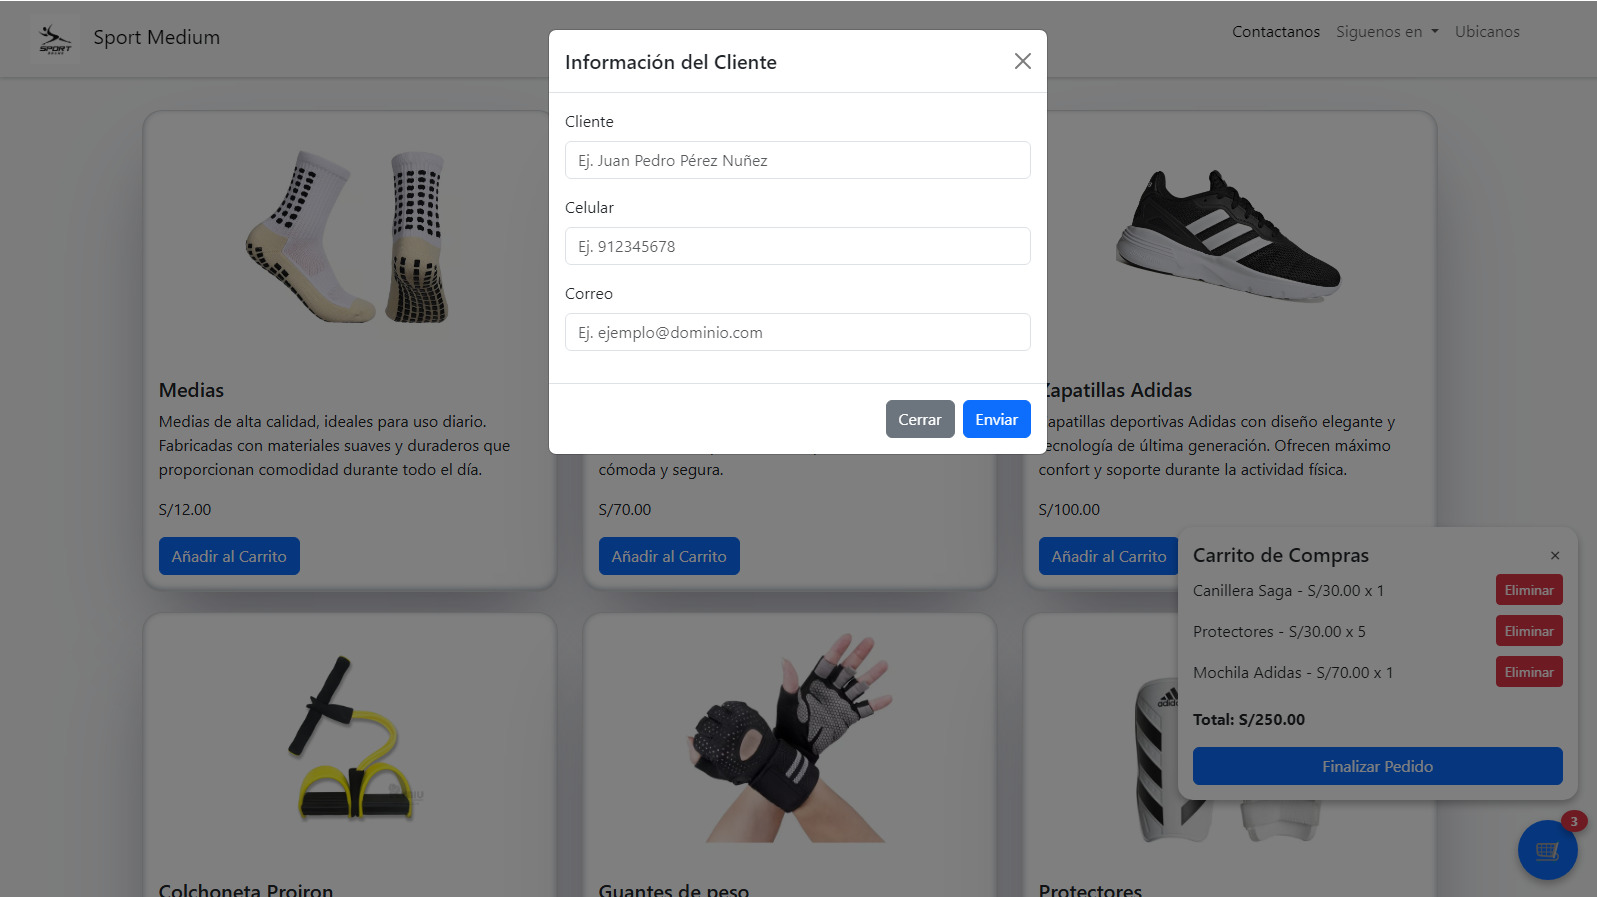 SPORT
Sport Medium
Contactanos
Siguenos en
Ubicanos
Información del Cliente
Cliente
Ej. Juan Pedro Pérez Nuñez
Celular
Ej. 912345678
Correo
Ej. ejemplo@dominio.com
Cerrar
Enviar
Medias
Medias de alta calidad, ideales para uso diario.
Fabricadas con materiales suaves y duraderos que
proporcionan comodidad durante todo el día.
S/12.00
Añadir al Carrito
cómoda y segura.
S/70.00
Añadir al Carrito
Zapatillas Adidas
apatillas deportivas Adidas con diseño elegante y
ecnología de última generación. Ofrecen máximo
confort y soporte durante la actividad física.
S/100.00
Añadir al Carrito
Carrito de Compras
×
Canillera Saga - S/30.00 x 1
Eliminar
Protectores - S/30.00 x 5
Eliminar
Mochila Adidas - S/70.00 x 1
Eliminar
Total: S/250.00
Finalizar Pedido
3
adid
Colchoneta Proiron
Guantes de peso
Protectores